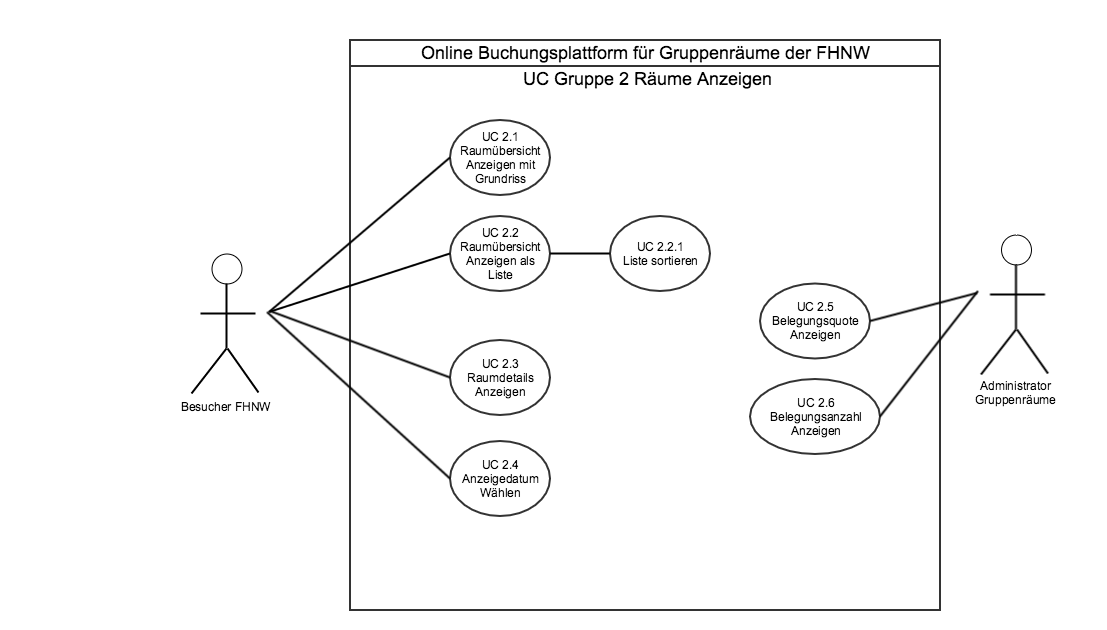 Online Buchungsplattform für Gruppenräume der FHNW
UC Gruppe 2 Räume Anzeigen
UC 2.1
Raumübersicht
Anzeigen mit
Grundriss
UC 2.2
Raumübersicht
Anzeigen als
Liste
UC 2.2.1
Liste sortieren
UC 2.3
Raumdetails
Anzeigen
UC 2.4
Anzeigedatum
Wählen
UC 2.5
Belegungsquote
Anzeigen
UC 2.6
Belegungsanzahl
Anzeigen
Besucher FHNW
Administrator
Gruppenräume